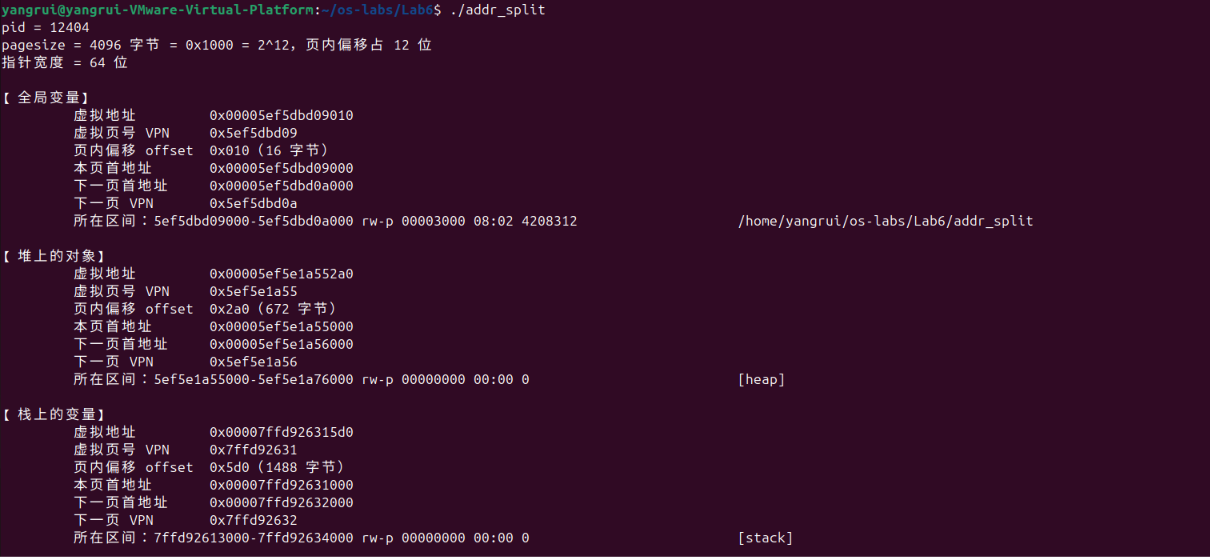 yangrui@yangrui-VMware-Virtual-Platform:~/os-labs/Lab6$ ./addr_split
pid = 12404
pagesize = 4096 字节 = 0x1000 = 2^12，页内偏移占 12 位
指针宽度 = 64 位
【 全局变量】
虚拟地址 0x00005ef5dbd09010
虚拟页号 VPN 0x5ef5dbd09
页内偏移 offset 0x010（16 字节）
本页首地址 0x00005ef5dbd09000
下一页首地址 0x00005ef5dbd0a000
下一页 VPN 0x5ef5dbd0a
所在区间：5ef5dbd09000-5ef5dbd0a000 rw-p 00003000 08:02 4208312 /home/yangrui/os-labs/Lab6/addr_split
【 堆上的对象】
虚拟地址 0x00005ef5e1a552a0
虚拟页号 VPN 0x5ef5e1a55
页内偏移 offset 0x2a0（672 字节）
本页首地址 0x00005ef5e1a55000
下一页首地址 0x00005ef5e1a56000
下一页 VPN 0x5ef5e1a56
所在区间：5ef5e1a55000-5ef5e1a76000 rw-p 00000000 00:00 0 [heap]
【 栈上的变量】
虚拟地址 0x00007ffd926315d0
虚拟页号 VPN 0x7ffd92631
页内偏移 offset 0x5d0（1488 字节）
本页首地址 0x00007ffd92631000
下一页首地址 0x00007ffd92632000
下一页 VPN 0x7ffd92632
所在区间：7ffd92613000-7ffd92634000 rw-p 00000000 00:00 0 [stack]